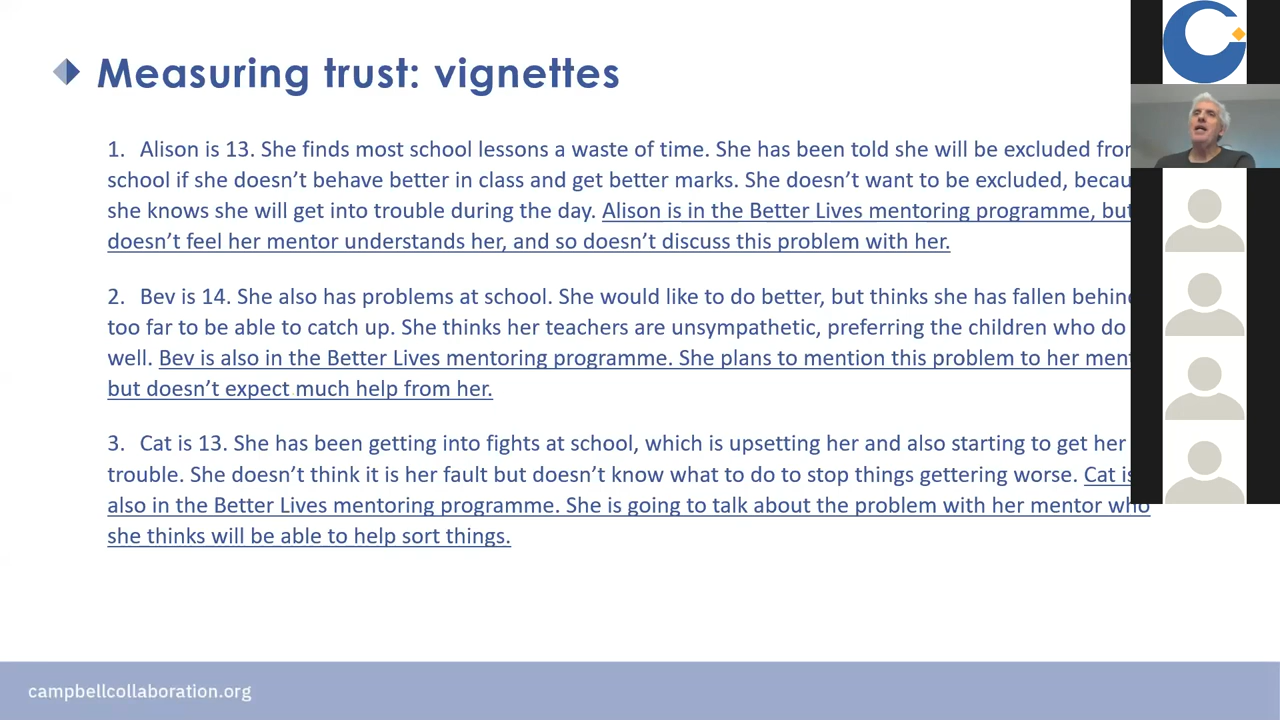 Measuring trust: vignettes
1. Alison is 13. She finds most school lessons a waste of time. She has been told she will be excluded
school if she doesn’t behave better in class and get better marks. She doesn’t want to be excluded,
she knows she will get into trouble during the day. Alison is in the Better Lives mentoring programme, but
doesn’t feel her mentor understands her, and so doesn’t discuss this problem with her.
2. Bev is 14. She also has problems at school. She would like to do better, but thinks she has fallen
too far to be able to catch up. She thinks her teachers are unsympathetic, preferring the children who do
well. Bev is also in the Better Lives mentoring programme. She plans to mention this problem to her
but doesn’t expect much help from her.
3. Cat is 13. She has been getting into fights at school, which is upsetting her and also starting to get her
trouble. She doesn’t think it is her fault but doesn’t know what to do to stop things gettering worse. Cat is
also in the Better Lives mentoring programme. She is going to talk about the problem with her mentor who
she thinks will be able to help sort things.
campbellcollaboration.org